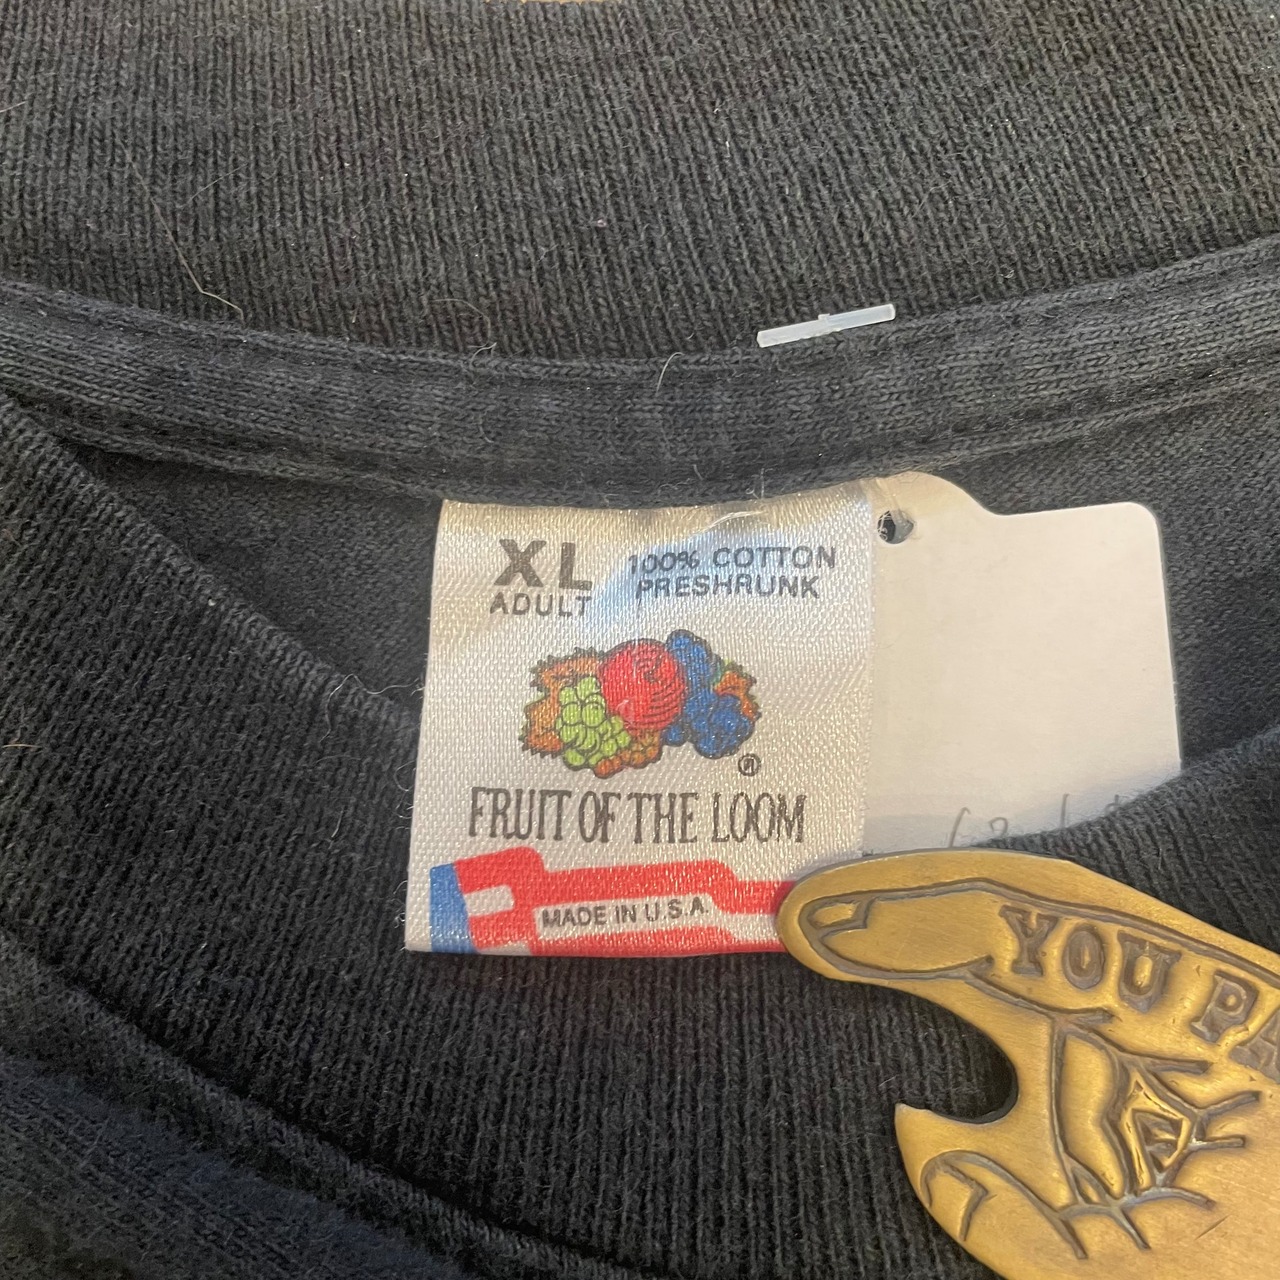 XL
ADULT
100% COTTON
PRESHRUNK
®
FRUIT OF THE LOOM
MADE IN U.S.A.
YOU